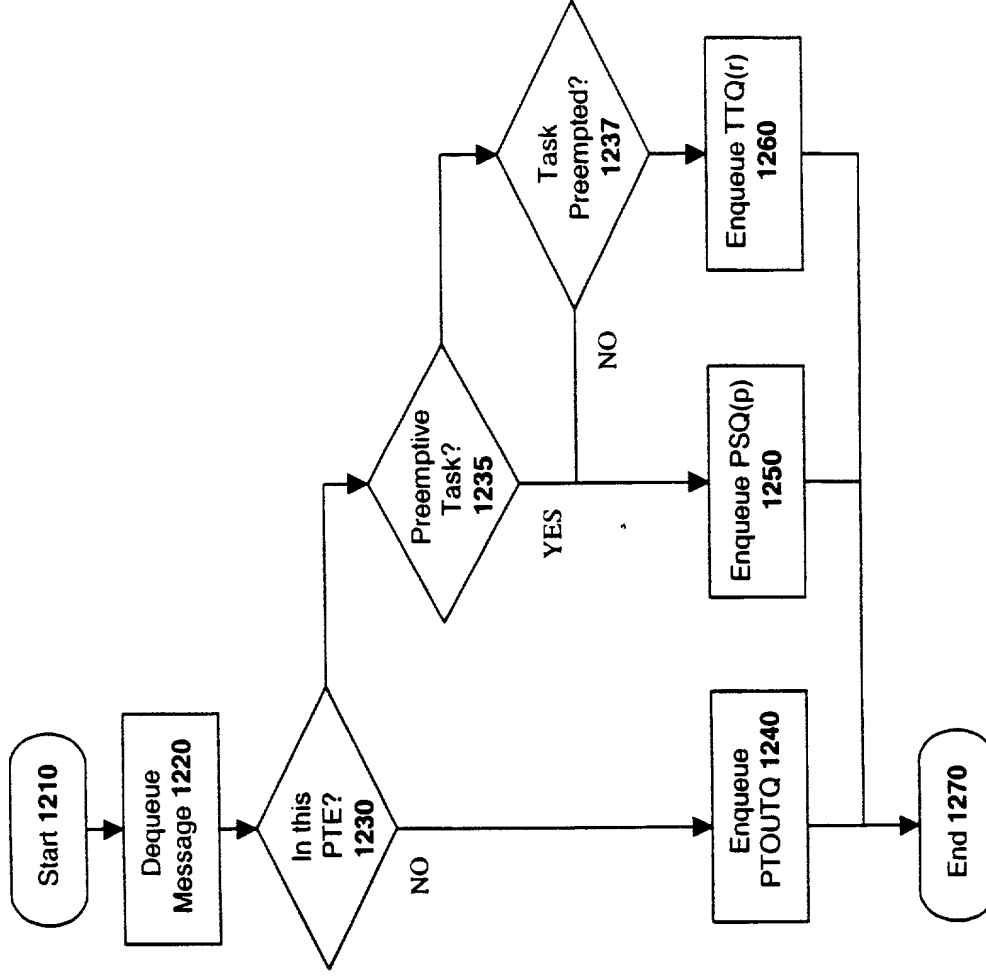 Start 1210
Dequeue
Message 1220
In this
PTE?
1230
NO
Preemptive
Task?
1235
YES
Task
Preempted?
1237
NO
Enqueue
PTOUTQ 1240
Enqueue PSQ(p)
1250
Enqueue TTQ(r)
1260
End 1270